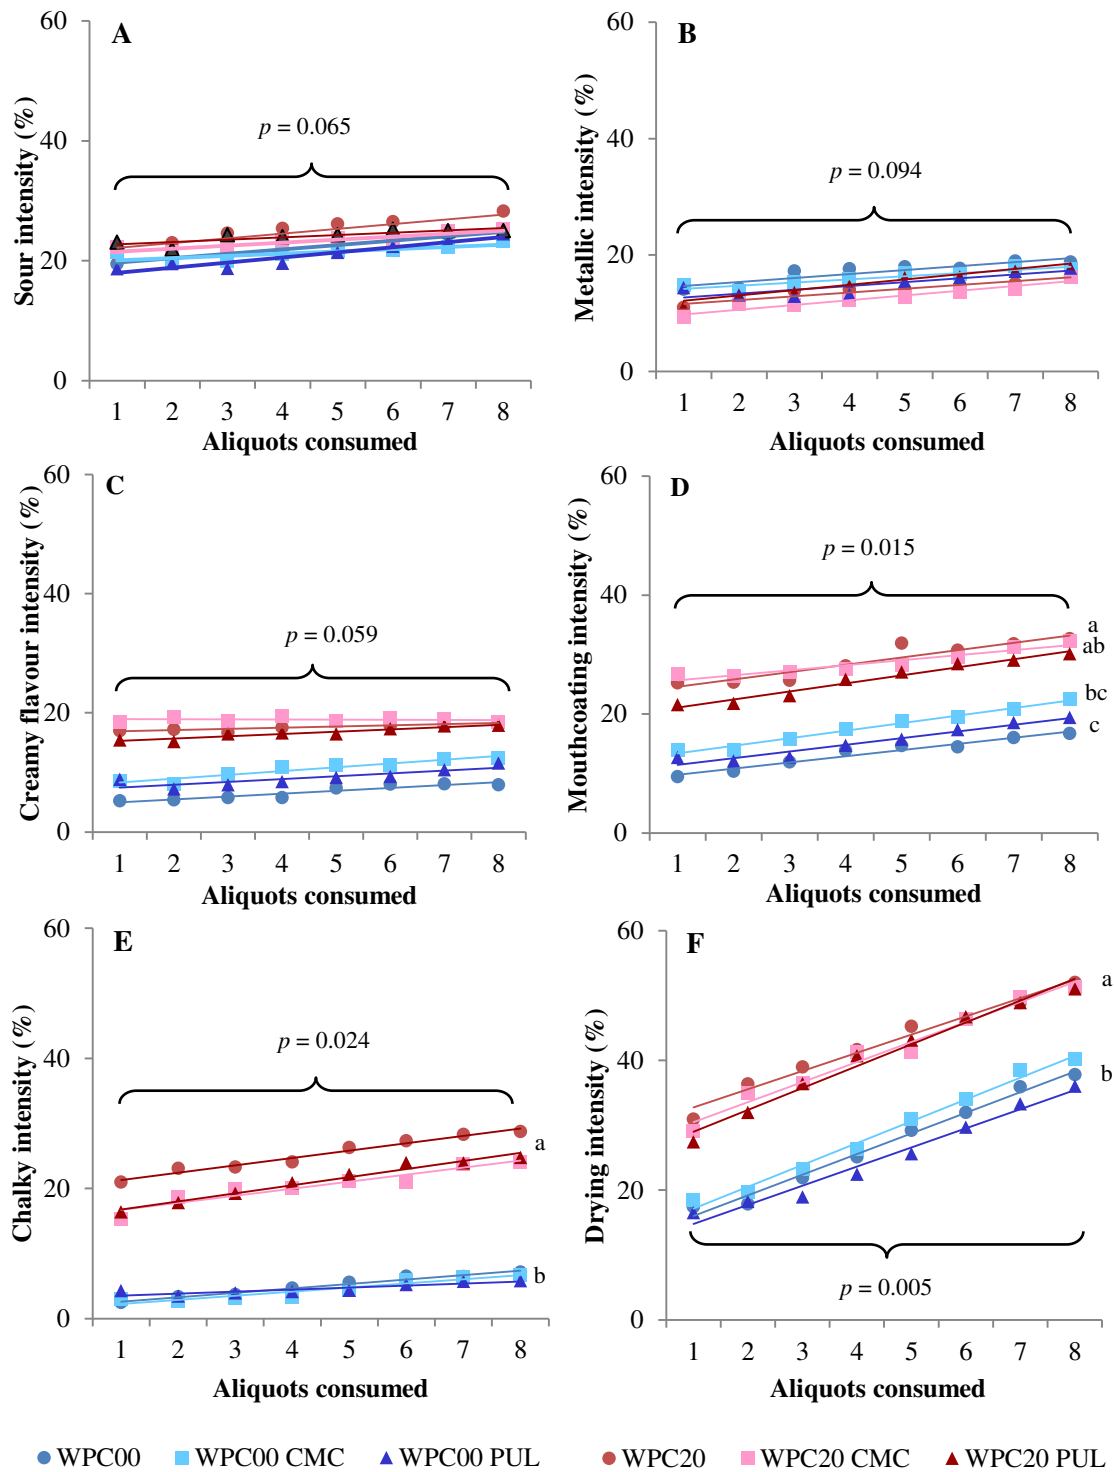 A
Sour intensity (%)
60
40
20
0
p = 0.065
1 2 3 4 5 6 7 8
Aliquots consumed
B
Metallic intensity (%)
60
40
20
0
p = 0.094
1 2 3 4 5 6 7 8
Aliquots consumed
C
Creamy flavour intensity (%)
60
40
20
0
p = 0.059
1 2 3 4 5 6 7 8
Aliquots consumed
D
Mouthcoating intensity (%)
60
40
20
0
p = 0.015
a
ab
bc
c
1 2 3 4 5 6 7 8
Aliquots consumed
E
Chalky intensity (%)
60
40
20
0
p = 0.024
a
b
1 2 3 4 5 6 7 8
Aliquots consumed
F
Drying intensity (%)
60
40
20
0
a
b
p = 0.005
1 2 3 4 5 6 7 8
Aliquots consumed
WPC00 WPC00 CMC WPC00 PUL WPC20 WPC20 CMC WPC20 PUL